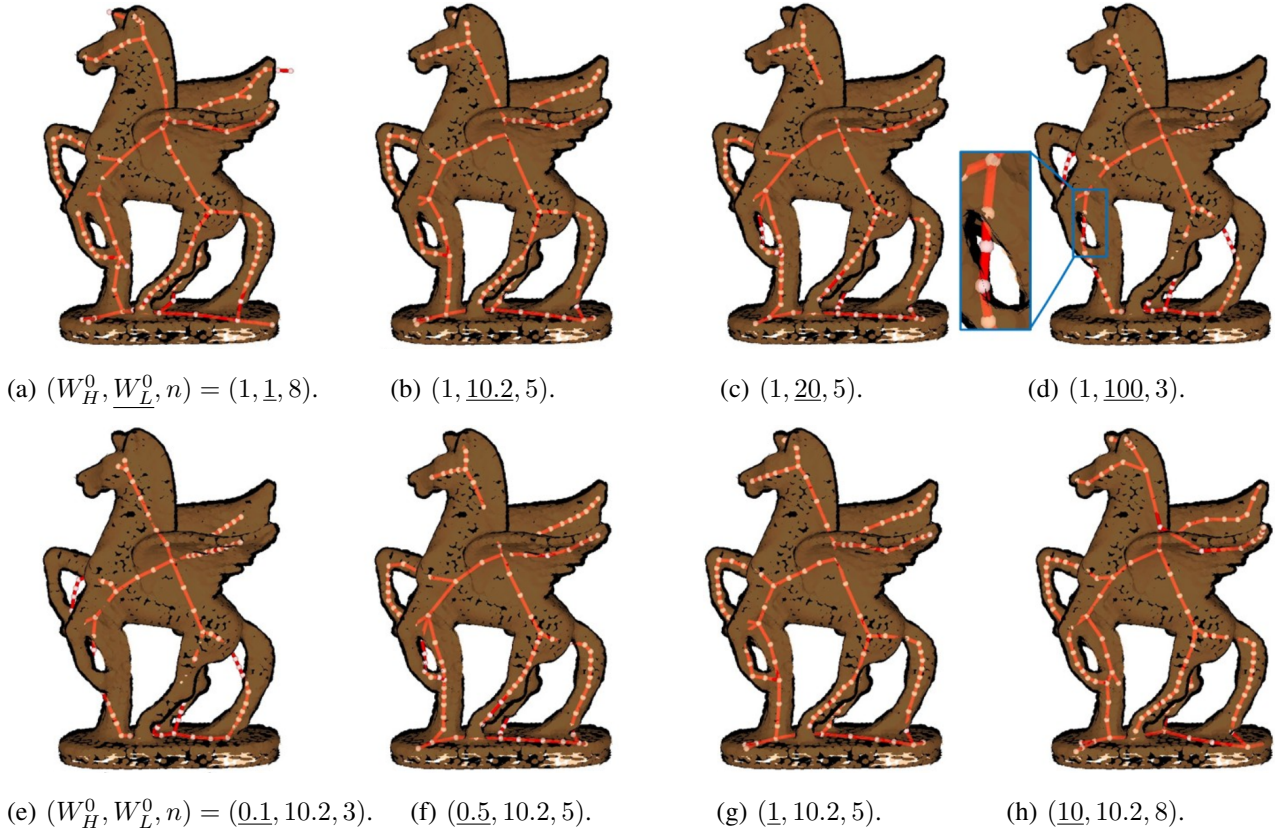 (a) $(W_H^0, \underline{W_L^0}, n) = (1, \underline{1}, 8)$.
(b) $(1, \underline{10.2}, 5)$.
(c) $(1, \underline{20}, 5)$.
(d) $(1, \underline{100}, 3)$.
(e) $(\underline{W_H^0}, W_L^0, n) = (\underline{0.1}, 10.2, 3)$.
(f) $(\underline{0.5}, 10.2, 5)$.
(g) $(\underline{1}, 10.2, 5)$.
(h) $(\underline{10}, 10.2, 8)$.